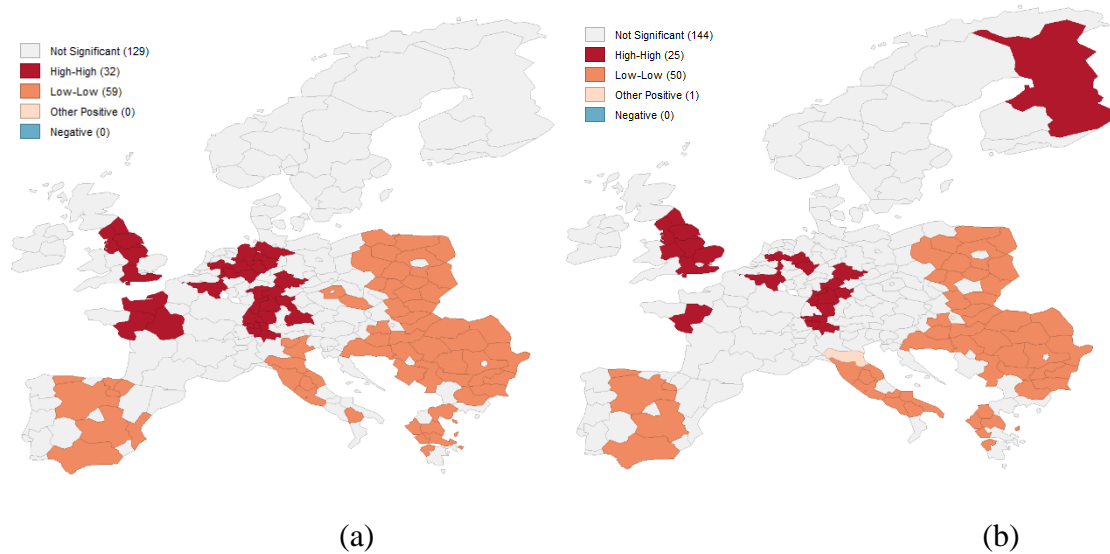 Not Significant (129)
High-High (32)
Low-Low (59)
Other Positive (0)
Negative (0)
Not Significant (144)
High-High (25)
Low-Low (50)
Other Positive (1)
Negative (0)
(a)
(b)